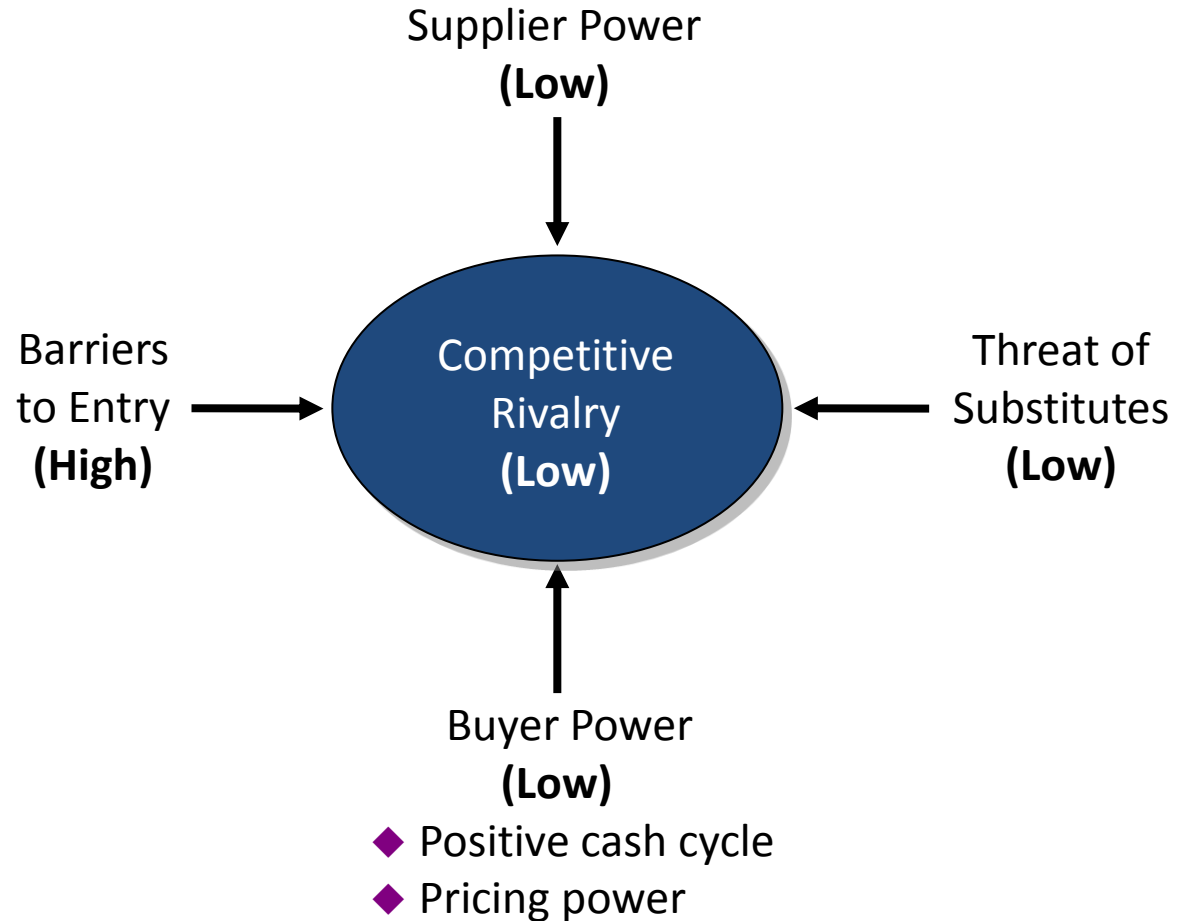 Supplier Power
(Low)
Barriers
to Entry
(High)
Competitive
Rivalry
(Low)
Threat of
Substitutes
(Low)
Buyer Power
(Low)
◆ Positive cash cycle
◆ Pricing power